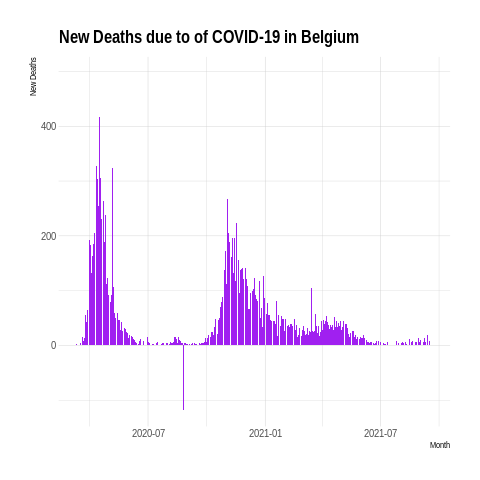 New Deaths due to of COVID-19 in Belgium
New Deaths
400
200
0
2020-07
2021-01
2021-07
Month